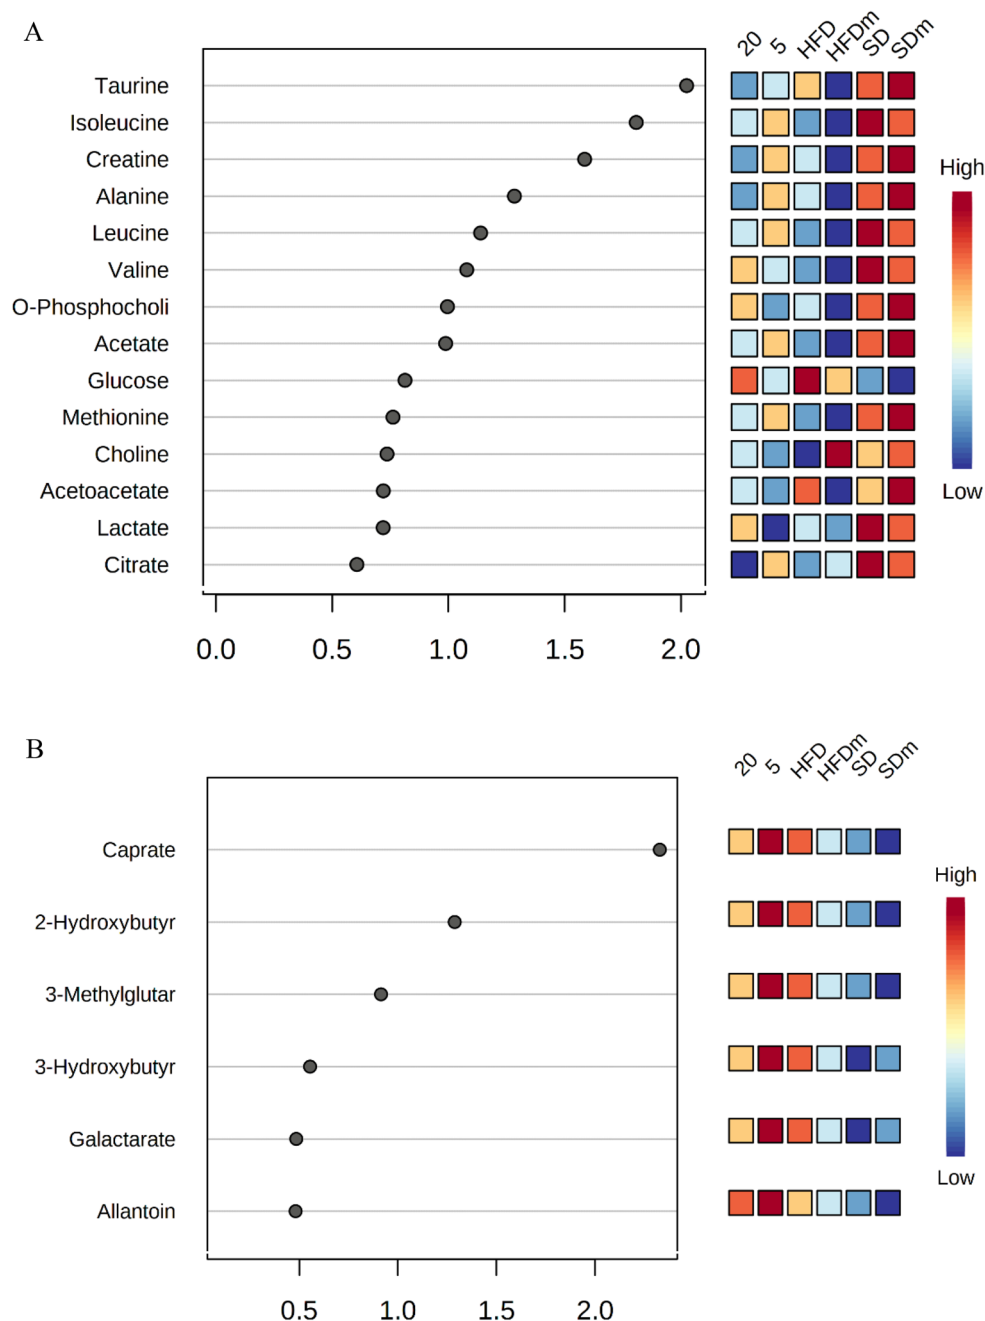 A
20 5 HFD HFDm SD SDm
Taurine
Isoleucine
Creatine
Alanine
Leucine
Valine
O-Phosphocholi
Acetate
Glucose
Methionine
Choline
Acetoacetate
Lactate
Citrate
High
Low
0.0 0.5 1.0 1.5 2.0
B
20 5 HFD HFDm SD SDm
Caprate
2-Hydroxybutyr
3-Methylglutar
3-Hydroxybutyr
Galactarate
Allantoin
High
Low
0.5 1.0 1.5 2.0